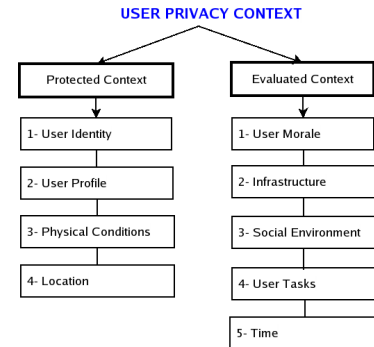 USER PRIVACY CONTEXT
Protected Context
1- User Identity
2- User Profile
3- Physical Conditions
4- Location
Evaluated Context
1- User Morale
2- Infrastructure
3- Social Environment
4- User Tasks
5- Time